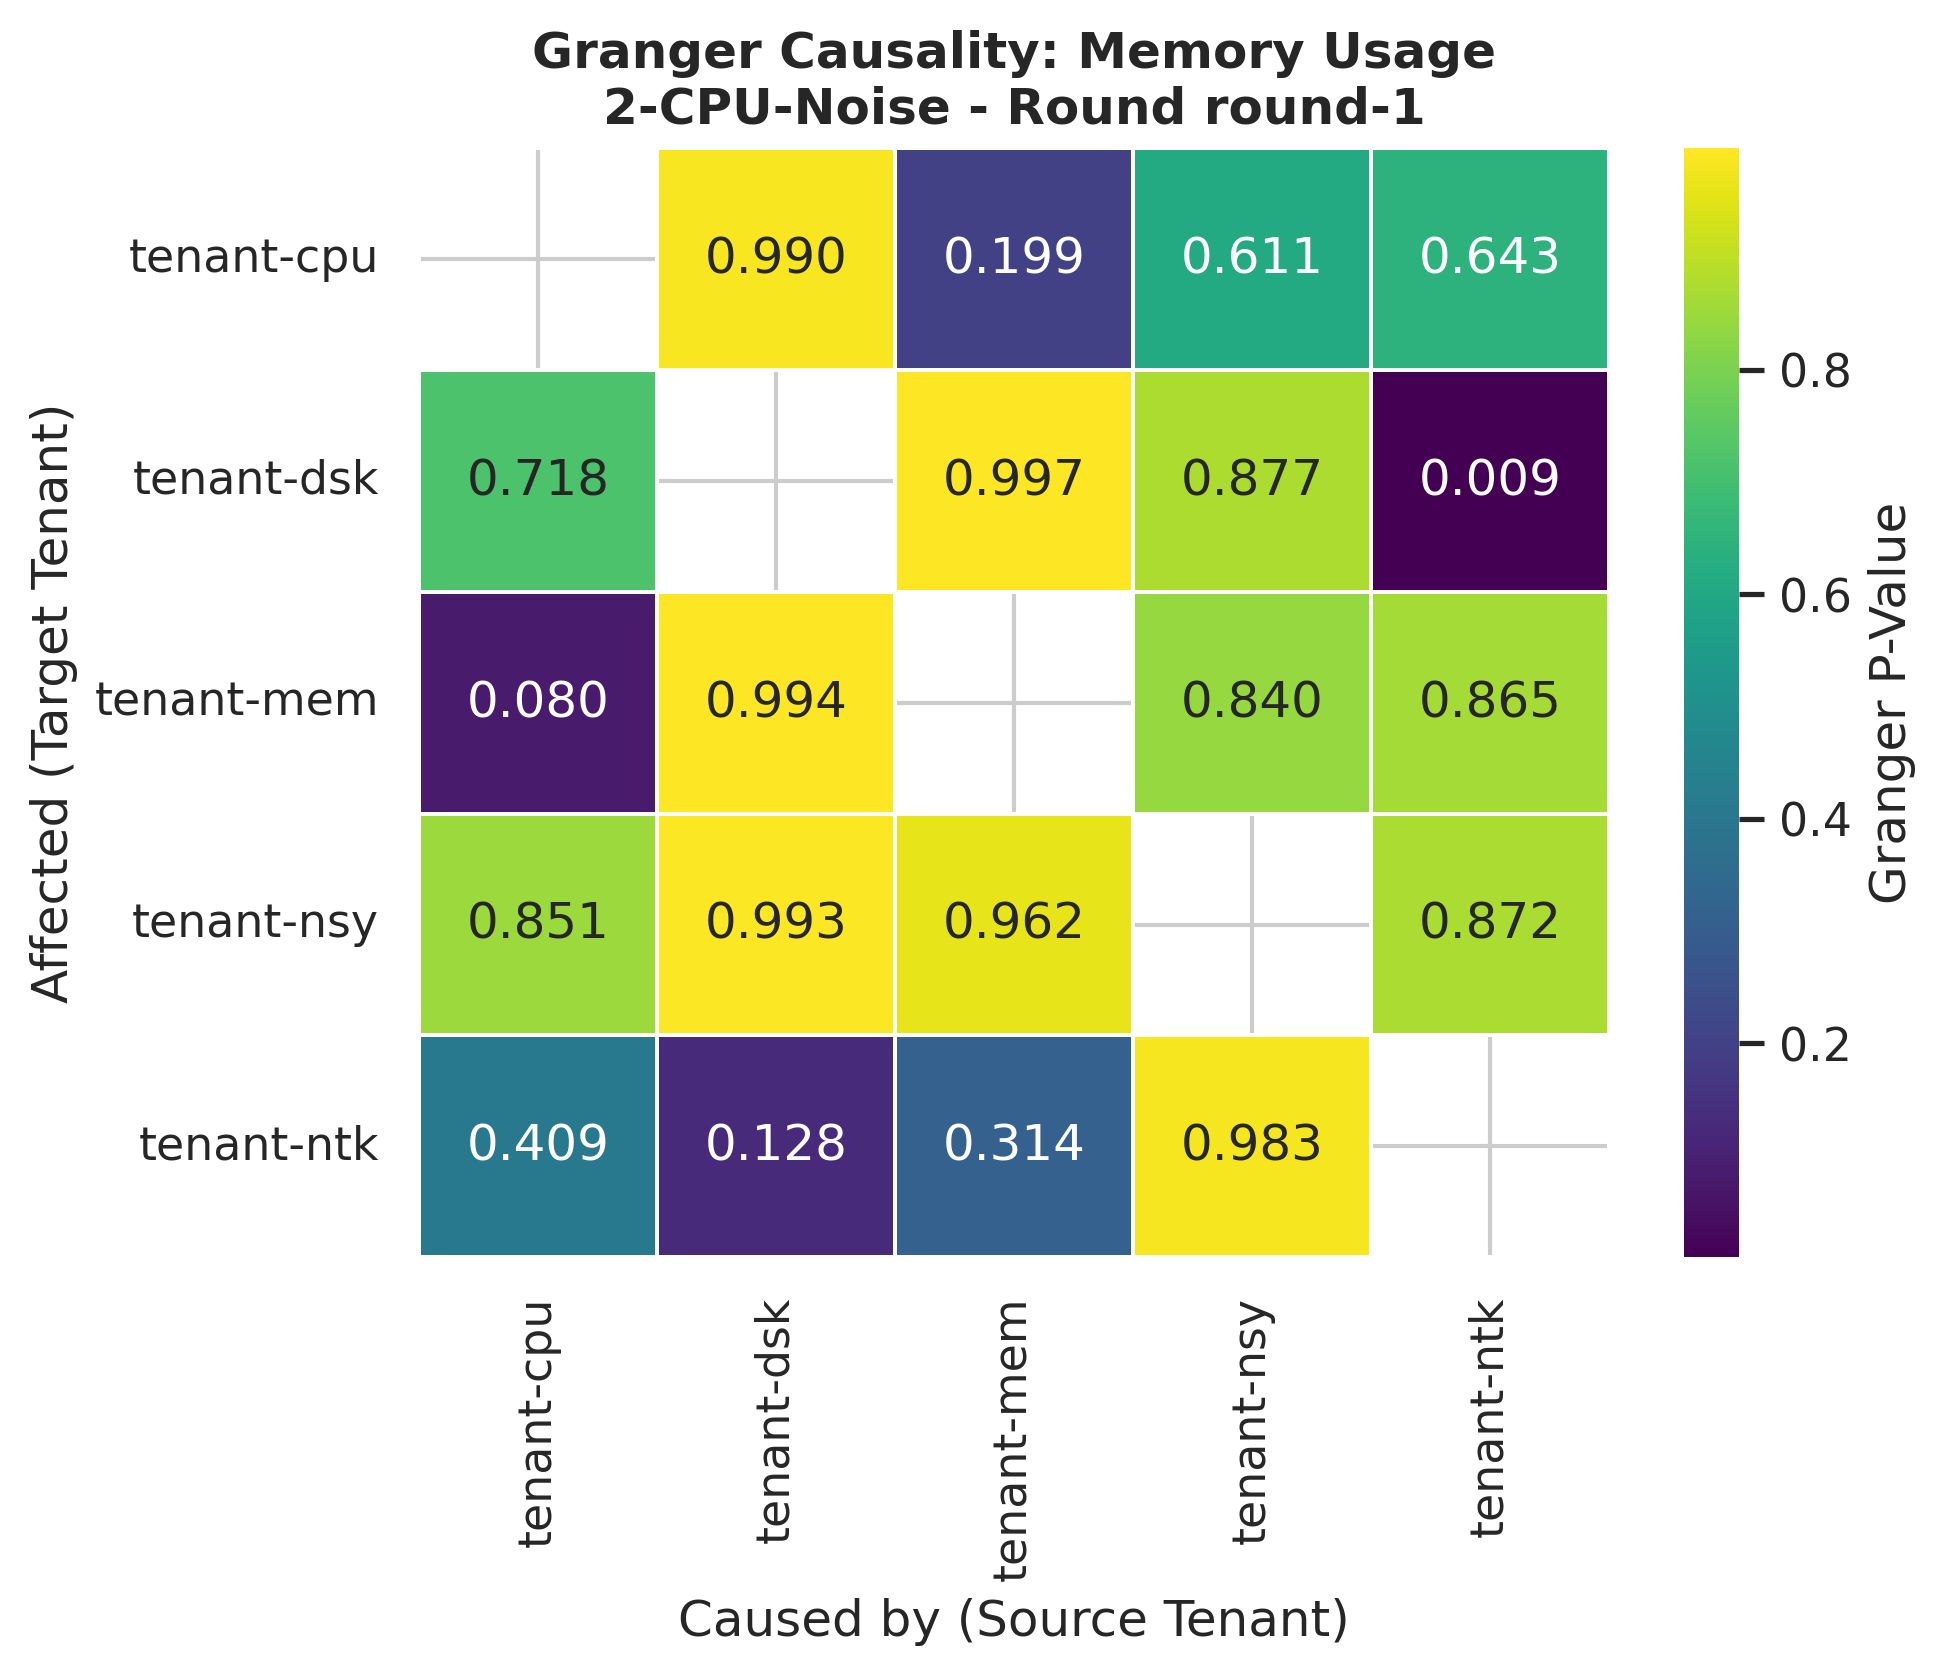 Granger Causality: Memory Usage
2-CPU-Noise - Round round-1
Affected (Target Tenant)
tenant-cpu
0.990
0.199
0.611
0.643
tenant-dsk
0.718
0.997
0.877
0.009
tenant-mem
0.080
0.994
0.840
0.865
tenant-nsy
0.851
0.993
0.962
0.872
tenant-ntk
0.409
0.128
0.314
0.983
tenant-cpu
tenant-dsk
tenant-mem
tenant-nsy
tenant-ntk
Caused by (Source Tenant)
0.8
0.6
0.4
0.2
Granger P-Value